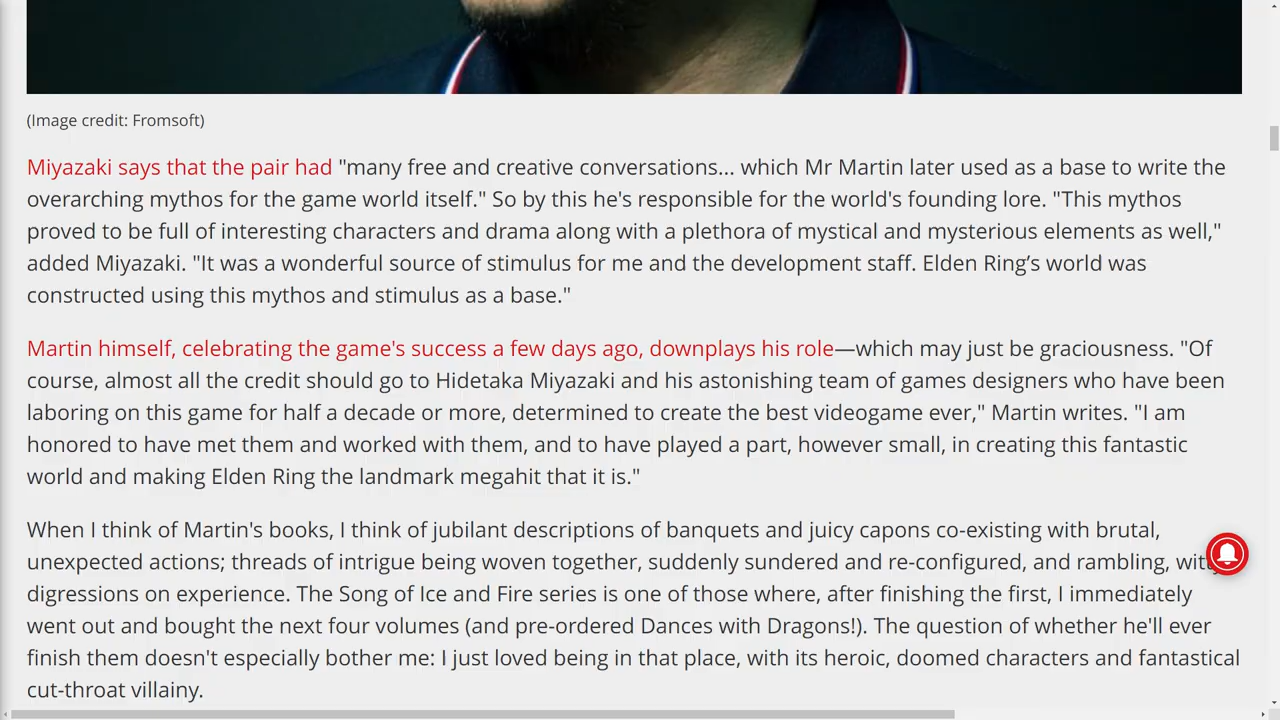 (Image credit: Fromsoft)
Miyazaki says that the pair had "many free and creative conversations... which Mr Martin later used as a base to write the
overarching mythos for the game world itself." So by this he's responsible for the world's founding lore. "This mythos
proved to be full of interesting characters and drama along with a plethora of mystical and mysterious elements as well,"
added Miyazaki. "It was a wonderful source of stimulus for me and the development staff. Elden Ring’s world was
constructed using this mythos and stimulus as a base."
Martin himself, celebrating the game's success a few days ago, downplays his role—which may just be graciousness. "Of
course, almost all the credit should go to Hidetaka Miyazaki and his astonishing team of games designers who have been
laboring on this game for half a decade or more, determined to create the best videogame ever," Martin writes. "I am
honored to have met them and worked with them, and to have played a part, however small, in creating this fantastic
world and making Elden Ring the landmark megahit that it is."
When I think of Martin's books, I think of jubilant descriptions of banquets and juicy capons co-existing with brutal,
unexpected actions; threads of intrigue being woven together, suddenly sundered and re-configured, and rambling, witty
digressions on experience. The Song of Ice and Fire series is one of those where, after finishing the first, I immediately
went out and bought the next four volumes (and pre-ordered Dances with Dragons!). The question of whether he'll ever
finish them doesn't especially bother me: I just loved being in that place, with its heroic, doomed characters and fantastical
cut-throat villainy.